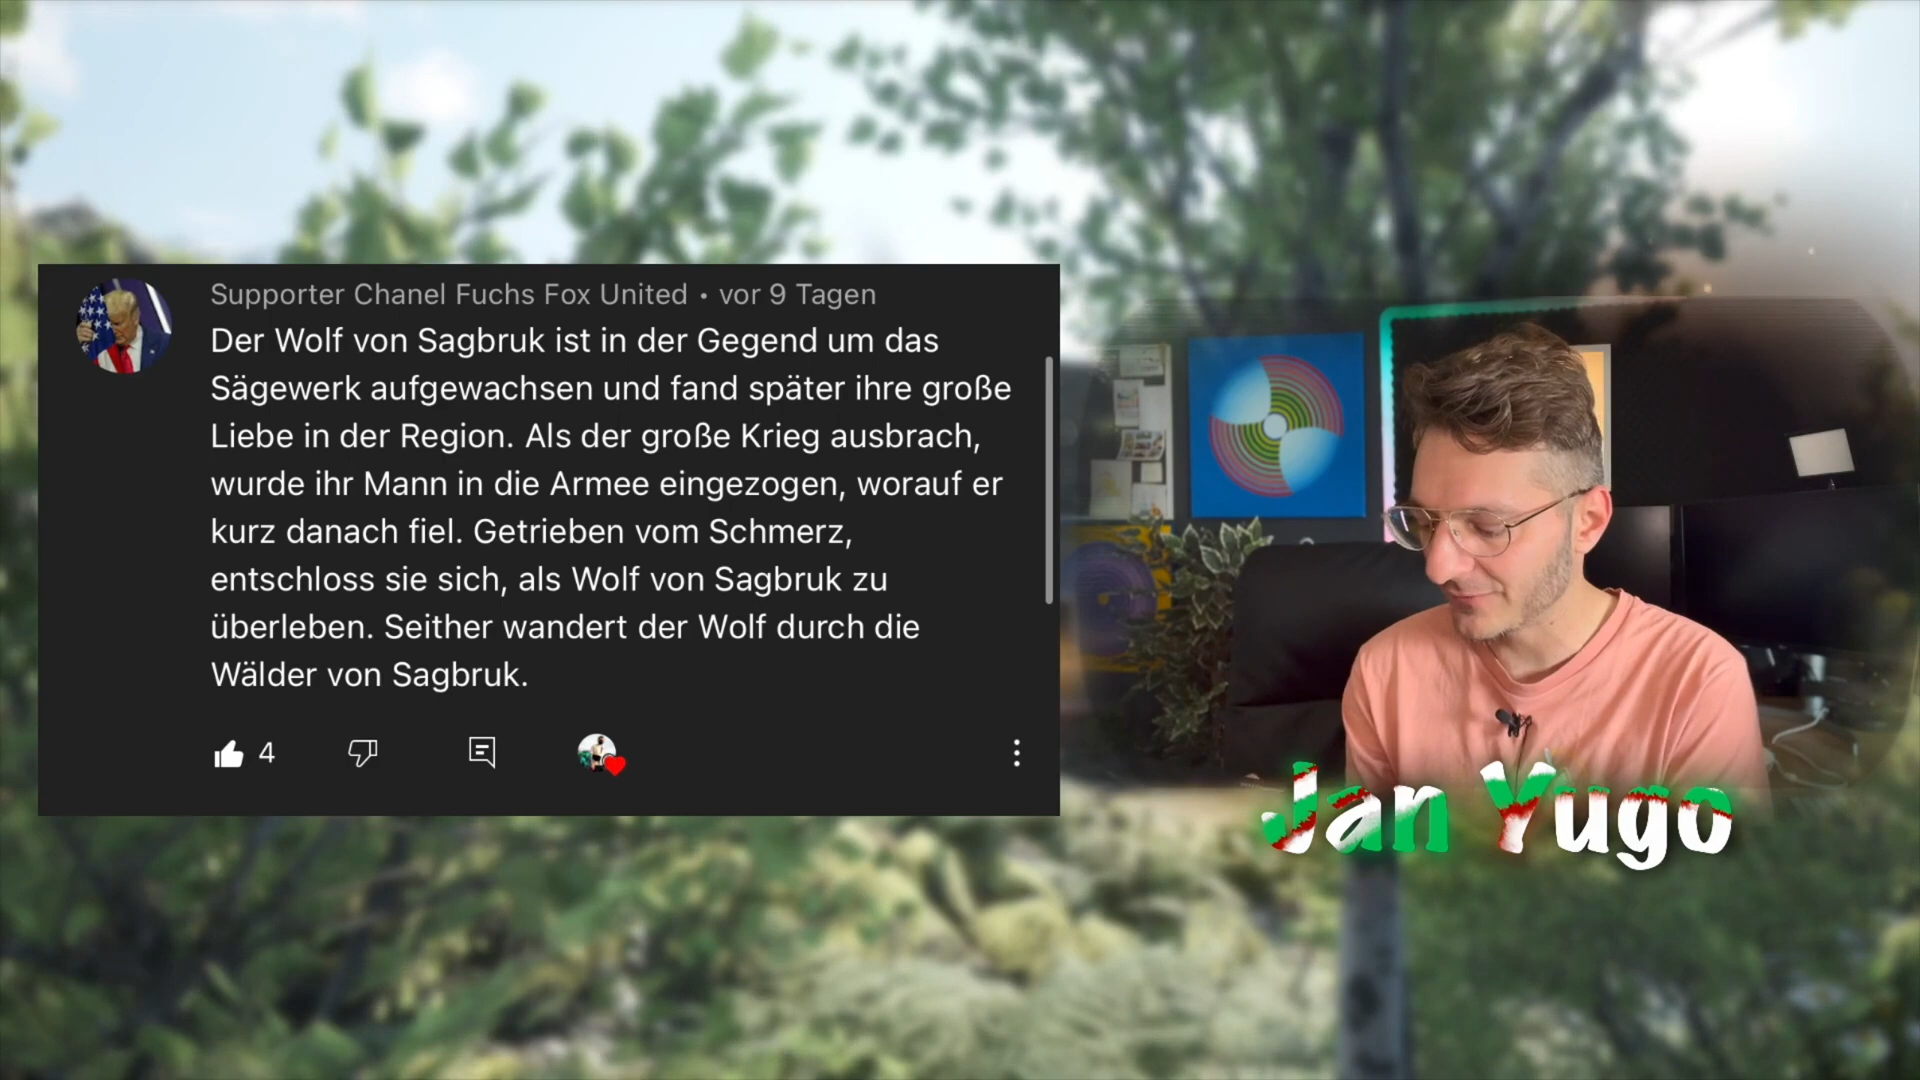 Supporter Chanel Fuchs Fox United • vor 9 Tagen
Der Wolf von Sagbruk ist in der Gegend um das
Sägewerk aufgewachsen und fand später ihre große
Liebe in der Region. Als der große Krieg ausbrach,
wurde ihr Mann in die Armee eingezogen, worauf er
kurz danach fiel. Getrieben vom Schmerz,
entschloss sie sich, als Wolf von Sagbruk zu
überleben. Seither wandert der Wolf durch die
Wälder von Sagbruk.
4
Jan Yugo